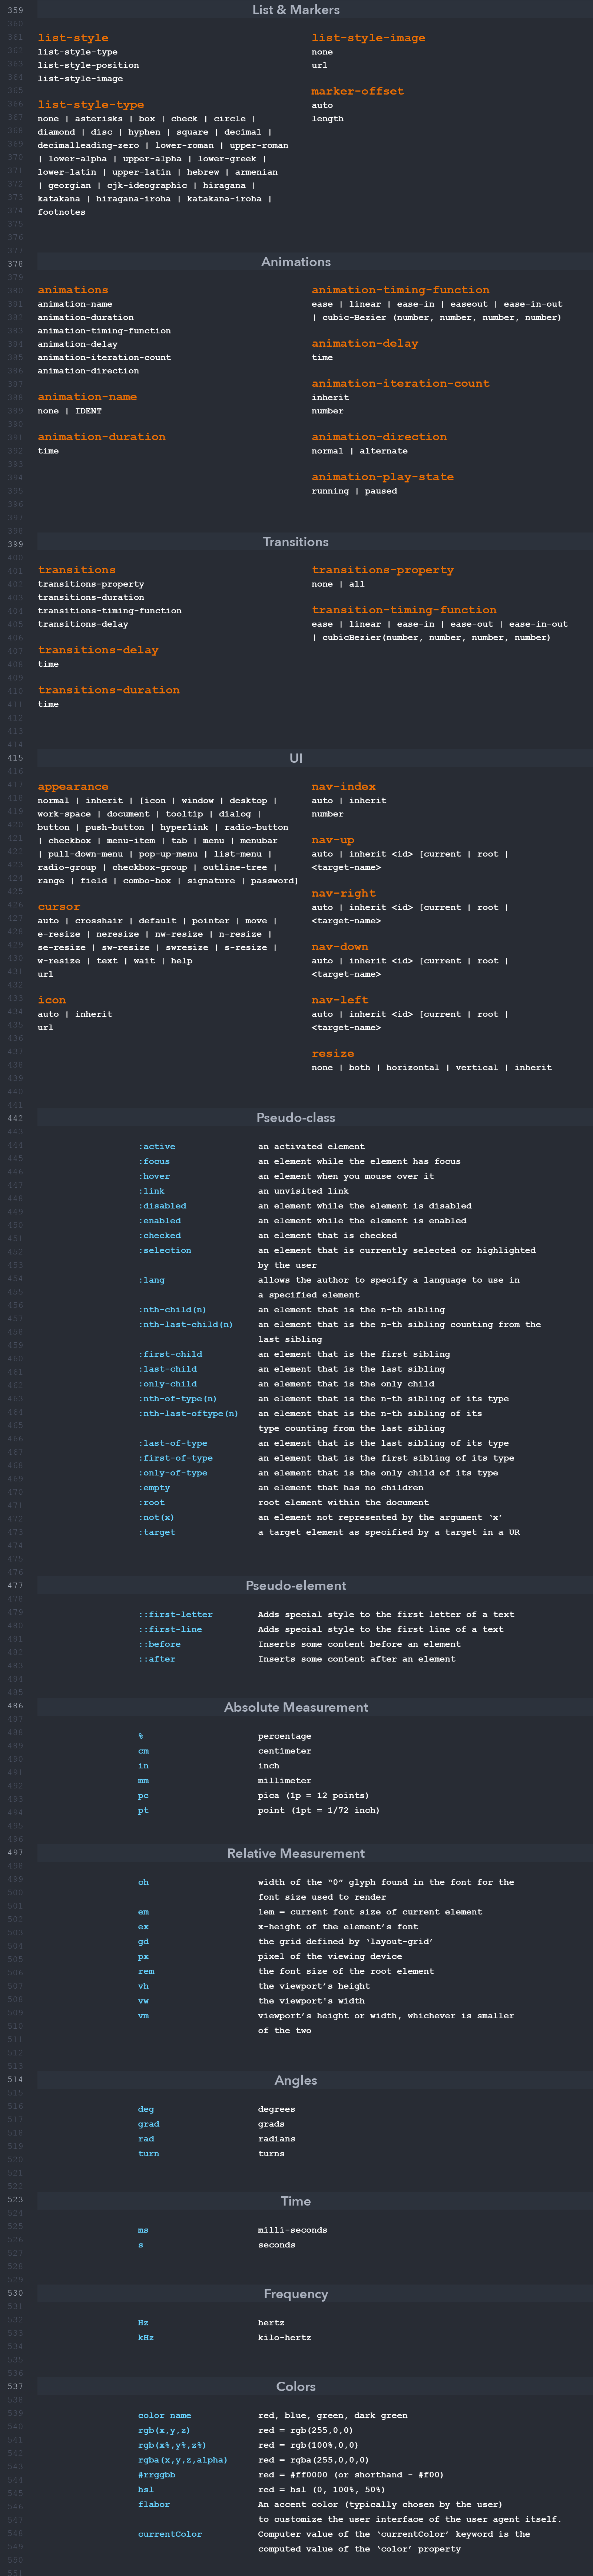 359 List & Markers
list-style
list-style-type
list-style-position
list-style-image
list-style-type
none | asterisks | box | check | circle |
diamond | disc | hyphen | square | decimal |
decimalleading-zero | lower-roman | upper-roman
| lower-alpha | upper-alpha | lower-greek |
lower-latin | upper-latin | hebrew | armenian
| georgian | cjk-ideographic | hiragana |
katakana | hiragana-iroha | katakana-iroha |
footnotes
list-style-image
none
url
marker-offset
auto
length
378 Animations
animations
animation-name
animation-duration
animation-timing-function
animation-delay
animation-iteration-count
animation-direction
animation-name
none | IDENT
animation-duration
time
animation-timing-function
ease | linear | ease-in | easeout | ease-in-out
| cubic-Bezier (number, number, number, number)
animation-delay
time
animation-iteration-count
inherit
number
animation-direction
normal | alternate
animation-play-state
running | paused
399 Transitions
transitions
transitions-property
transitions-duration
transitions-timing-function
transitions-delay
transitions-delay
time
transitions-duration
time
transitions-property
none | all
transition-timing-function
ease | linear | ease-in | ease-out | ease-in-out
| cubicBezier(number, number, number, number)
415 UI
appearance
normal | inherit | [icon | window | desktop |
work-space | document | tooltip | dialog |
button | push-button | hyperlink | radio-button
| checkbox | menu-item | tab | menu | menubar
| pull-down-menu | pop-up-menu | list-menu |
radio-group | checkbox-group | outline-tree |
range | field | combo-box | signature | password]
cursor
auto | crosshair | default | pointer | move |
e-resize | neresize | nw-resize | n-resize |
se-resize | sw-resize | swresize | s-resize |
w-resize | text | wait | help
url
icon
auto | inherit
url
nav-index
auto | inherit
number
nav-up
auto | inherit <id> [current | root |
<target-name>
nav-right
auto | inherit <id> [current | root |
<target-name>
nav-down
auto | inherit <id> [current | root |
<target-name>
nav-left
auto | inherit <id> [current | root |
<target-name>
resize
none | both | horizontal | vertical | inherit
442 Pseudo-class
:active an activated element
:focus an element while the element has focus
:hover an element when you mouse over it
:link an unvisited link
:disabled an element while the element is disabled
:enabled an element while the element is enabled
:checked an element that is checked
:selection an element that is currently selected or highlighted
by the user
:lang allows the author to specify a language to use in
a specified element
:nth-child(n) an element that is the n-th sibling
:nth-last-child(n) an element that is the n-th sibling counting from the
last sibling
:first-child an element that is the first sibling
:last-child an element that is the last sibling
:only-child an element that is the only child
:nth-of-type(n) an element that is the n-th sibling of its type
:nth-last-oftype(n) an element that is the n-th sibling of its
type counting from the last sibling
:last-of-type an element that is the last sibling of its type
:first-of-type an element that is the first sibling of its type
:only-of-type an element that is the only child of its type
:empty an element that has no children
:root root element within the document
:not(x) an element not represented by the argument ‘x’
:target a target element as specified by a target in a UR
477 Pseudo-element
::first-letter Adds special style to the first letter of a text
::first-line Adds special style to the first line of a text
::before Inserts some content before an element
::after Inserts some content after an element
486 Absolute Measurement
% percentage
cm centimeter
in inch
mm millimeter
pc pica (1p = 12 points)
pt point (1pt = 1/72 inch)
497 Relative Measurement
ch width of the “0” glyph found in the font for the
font size used to render
em 1em = current font size of current element
ex x-height of the element’s font
gd the grid defined by ‘layout-grid’
px pixel of the viewing device
rem the font size of the root element
vh the viewport’s height
vw the viewport's width
vm viewport’s height or width, whichever is smaller
of the two
514 Angles
deg degrees
grad grads
rad radians
turn turns
523 Time
ms milli-seconds
s seconds
530 Frequency
Hz hertz
kHz kilo-hertz
537 Colors
color name red, blue, green, dark green
rgb(x,y,z) red = rgb(255,0,0)
rgb(x%,y%,z%) red = rgb(100%,0,0)
rgba(x,y,z,alpha) red = rgba(255,0,0,0)
#rrggbb red = #ff0000 (or shorthand - #f00)
hsl red = hsl (0, 100%, 50%)
flabor An accent color (typically chosen by the user)
to customize the user interface of the user agent itself.
currentColor Computer value of the ‘currentColor’ keyword is the
computed value of the ‘color’ property